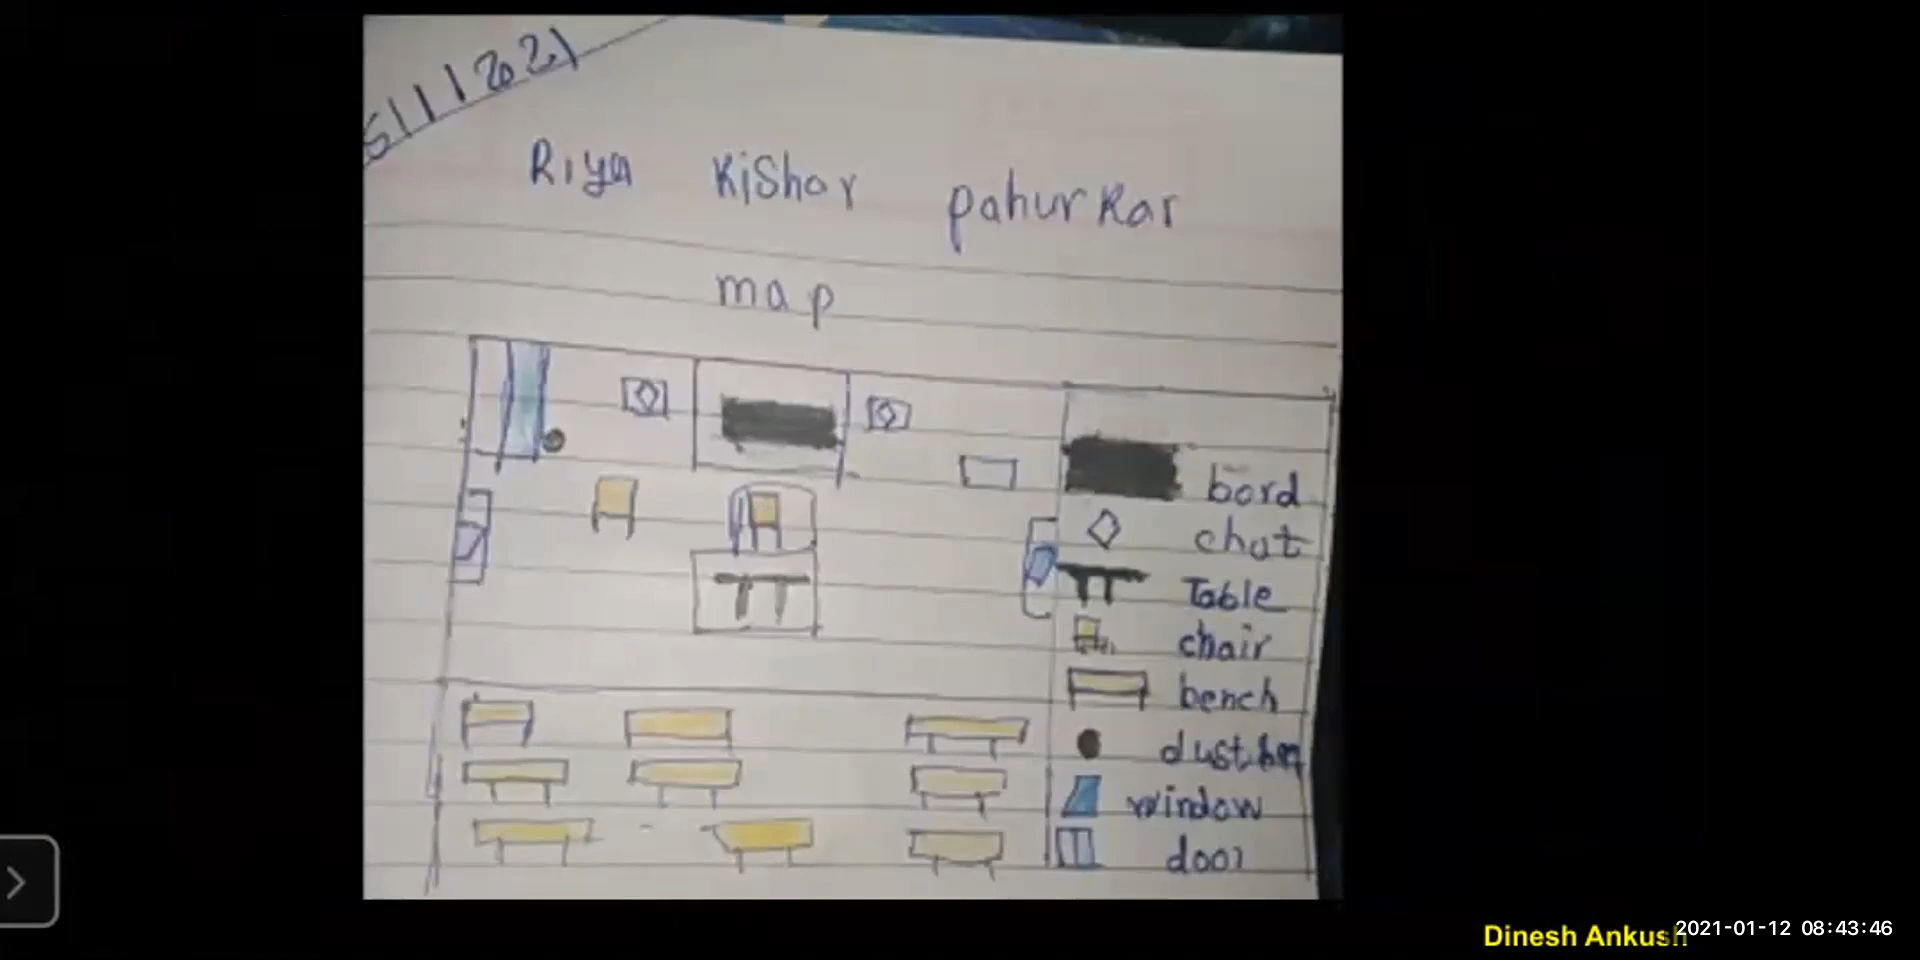 5/1/2021
Riya Kishor pahurkar
map
bord
chat
Table
chair
bench
window
door
Dinesh Ankush
2021-01-12 08:43:46